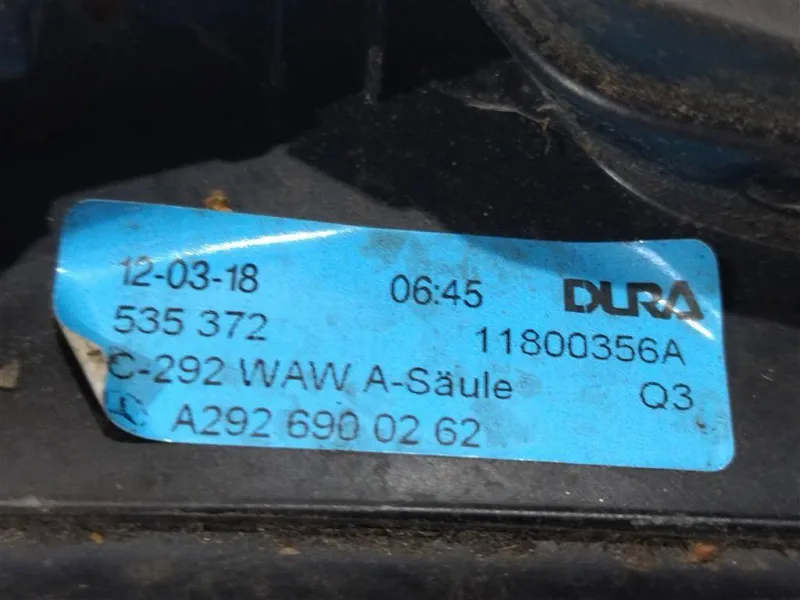 12-03-18 06:45 DURA
535 372 11800356A
C-292 WAW A-Säule Q3
A292 690 02 62